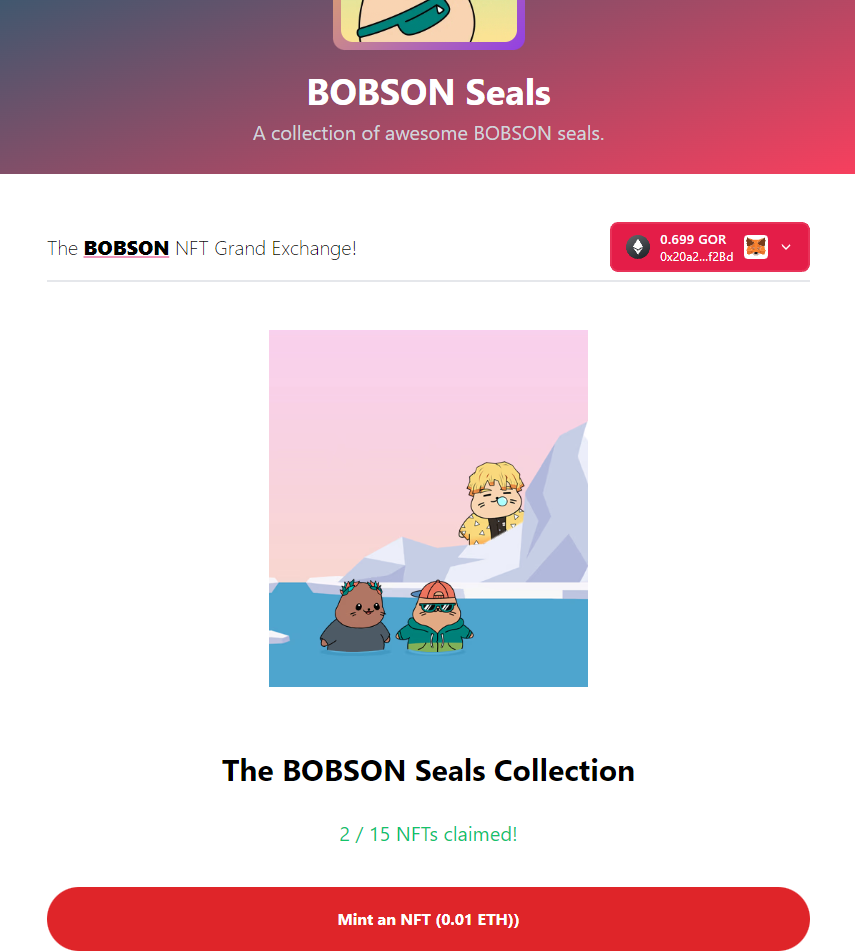 BOBSON Seals
A collection of awesome BOBSON seals.
The BOBSON NFT Grand Exchange!
0.699 GOR
0x20a2...f2Bd
The BOBSON Seals Collection
2 / 15 NFTs claimed!
Mint an NFT (0.01 ETH))